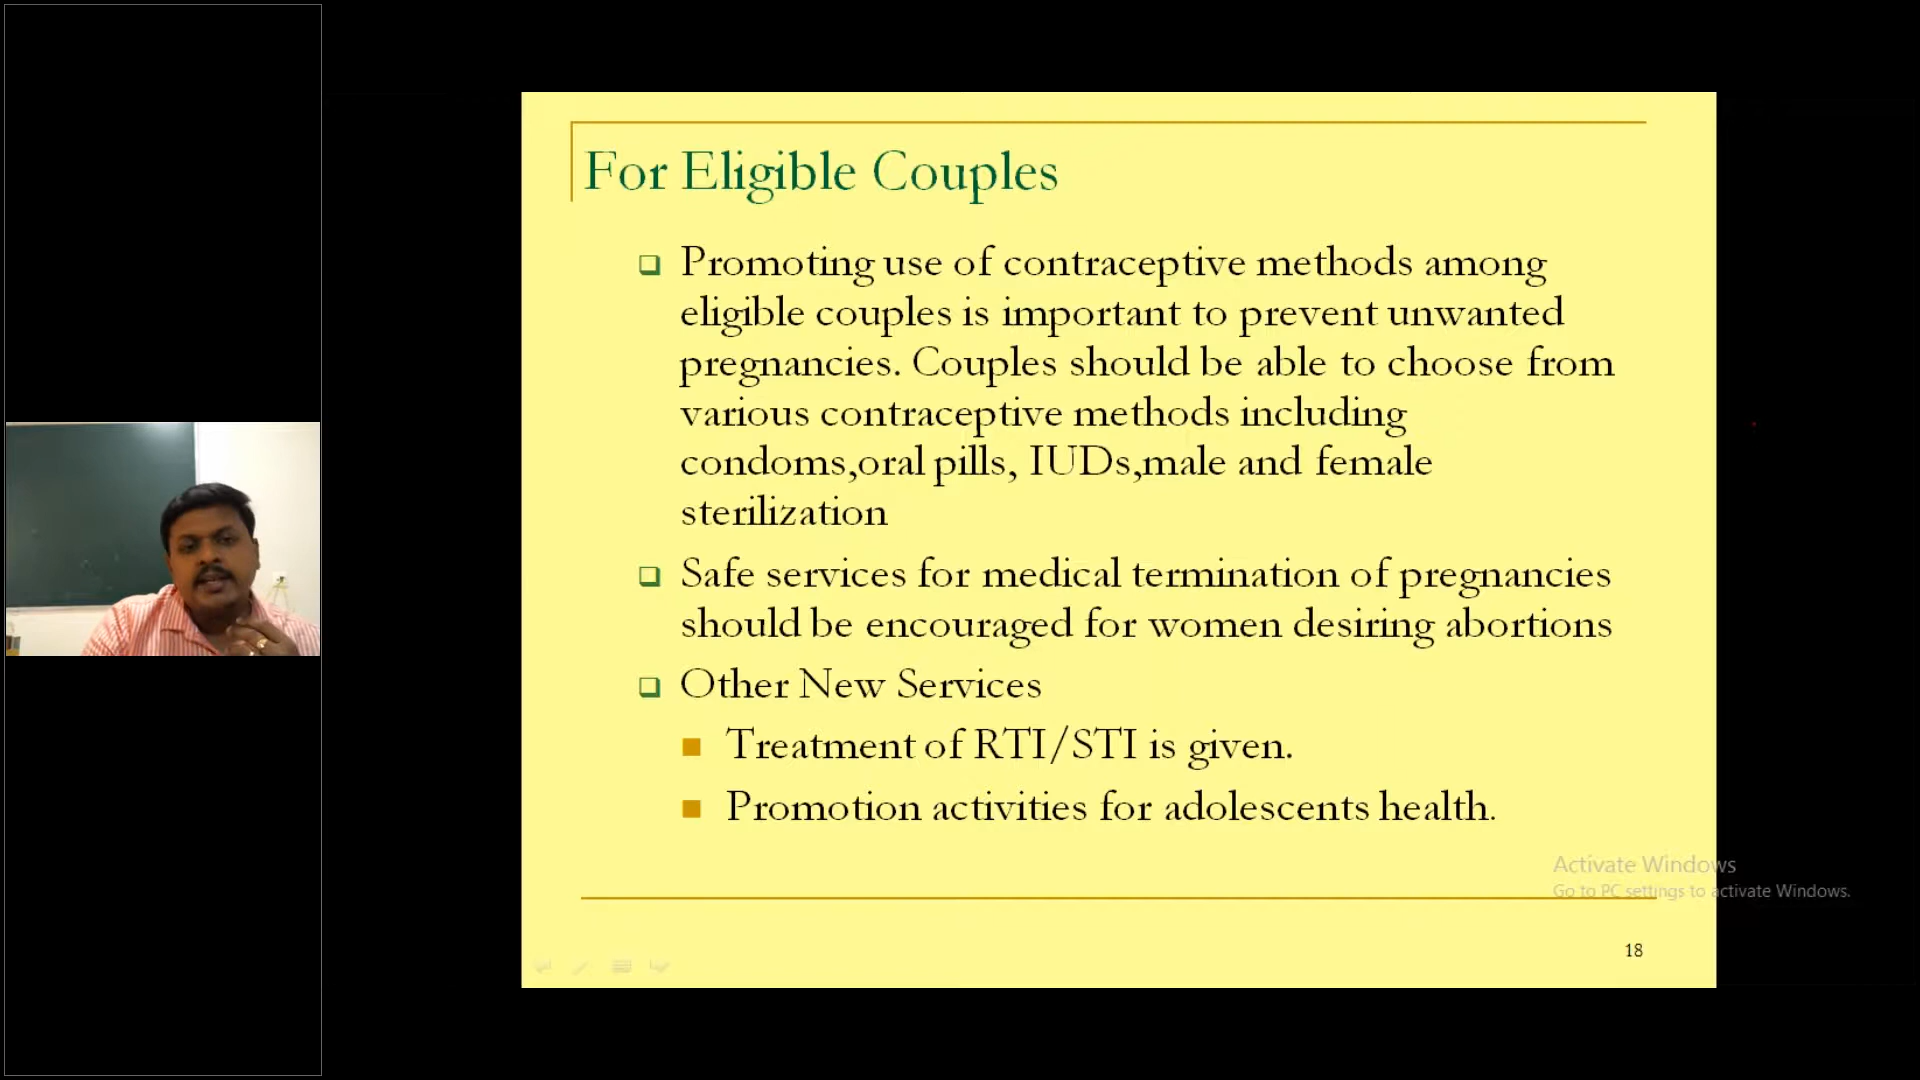 For Eligible Couples
Promoting use of contraceptive methods among
eligible couples is important to prevent unwanted
pregnancies. Couples should be able to choose from
various contraceptive methods including
condoms,oral pills, IUDs,male and female
sterilization
Safe services for medical termination of pregnancies
should be encouraged for women desiring abortions
Other New Services
Treatment of RTI/STI is given.
Promotion activities for adolescents health.
Activate Windows
Go to PC settings to activate Windows.
18